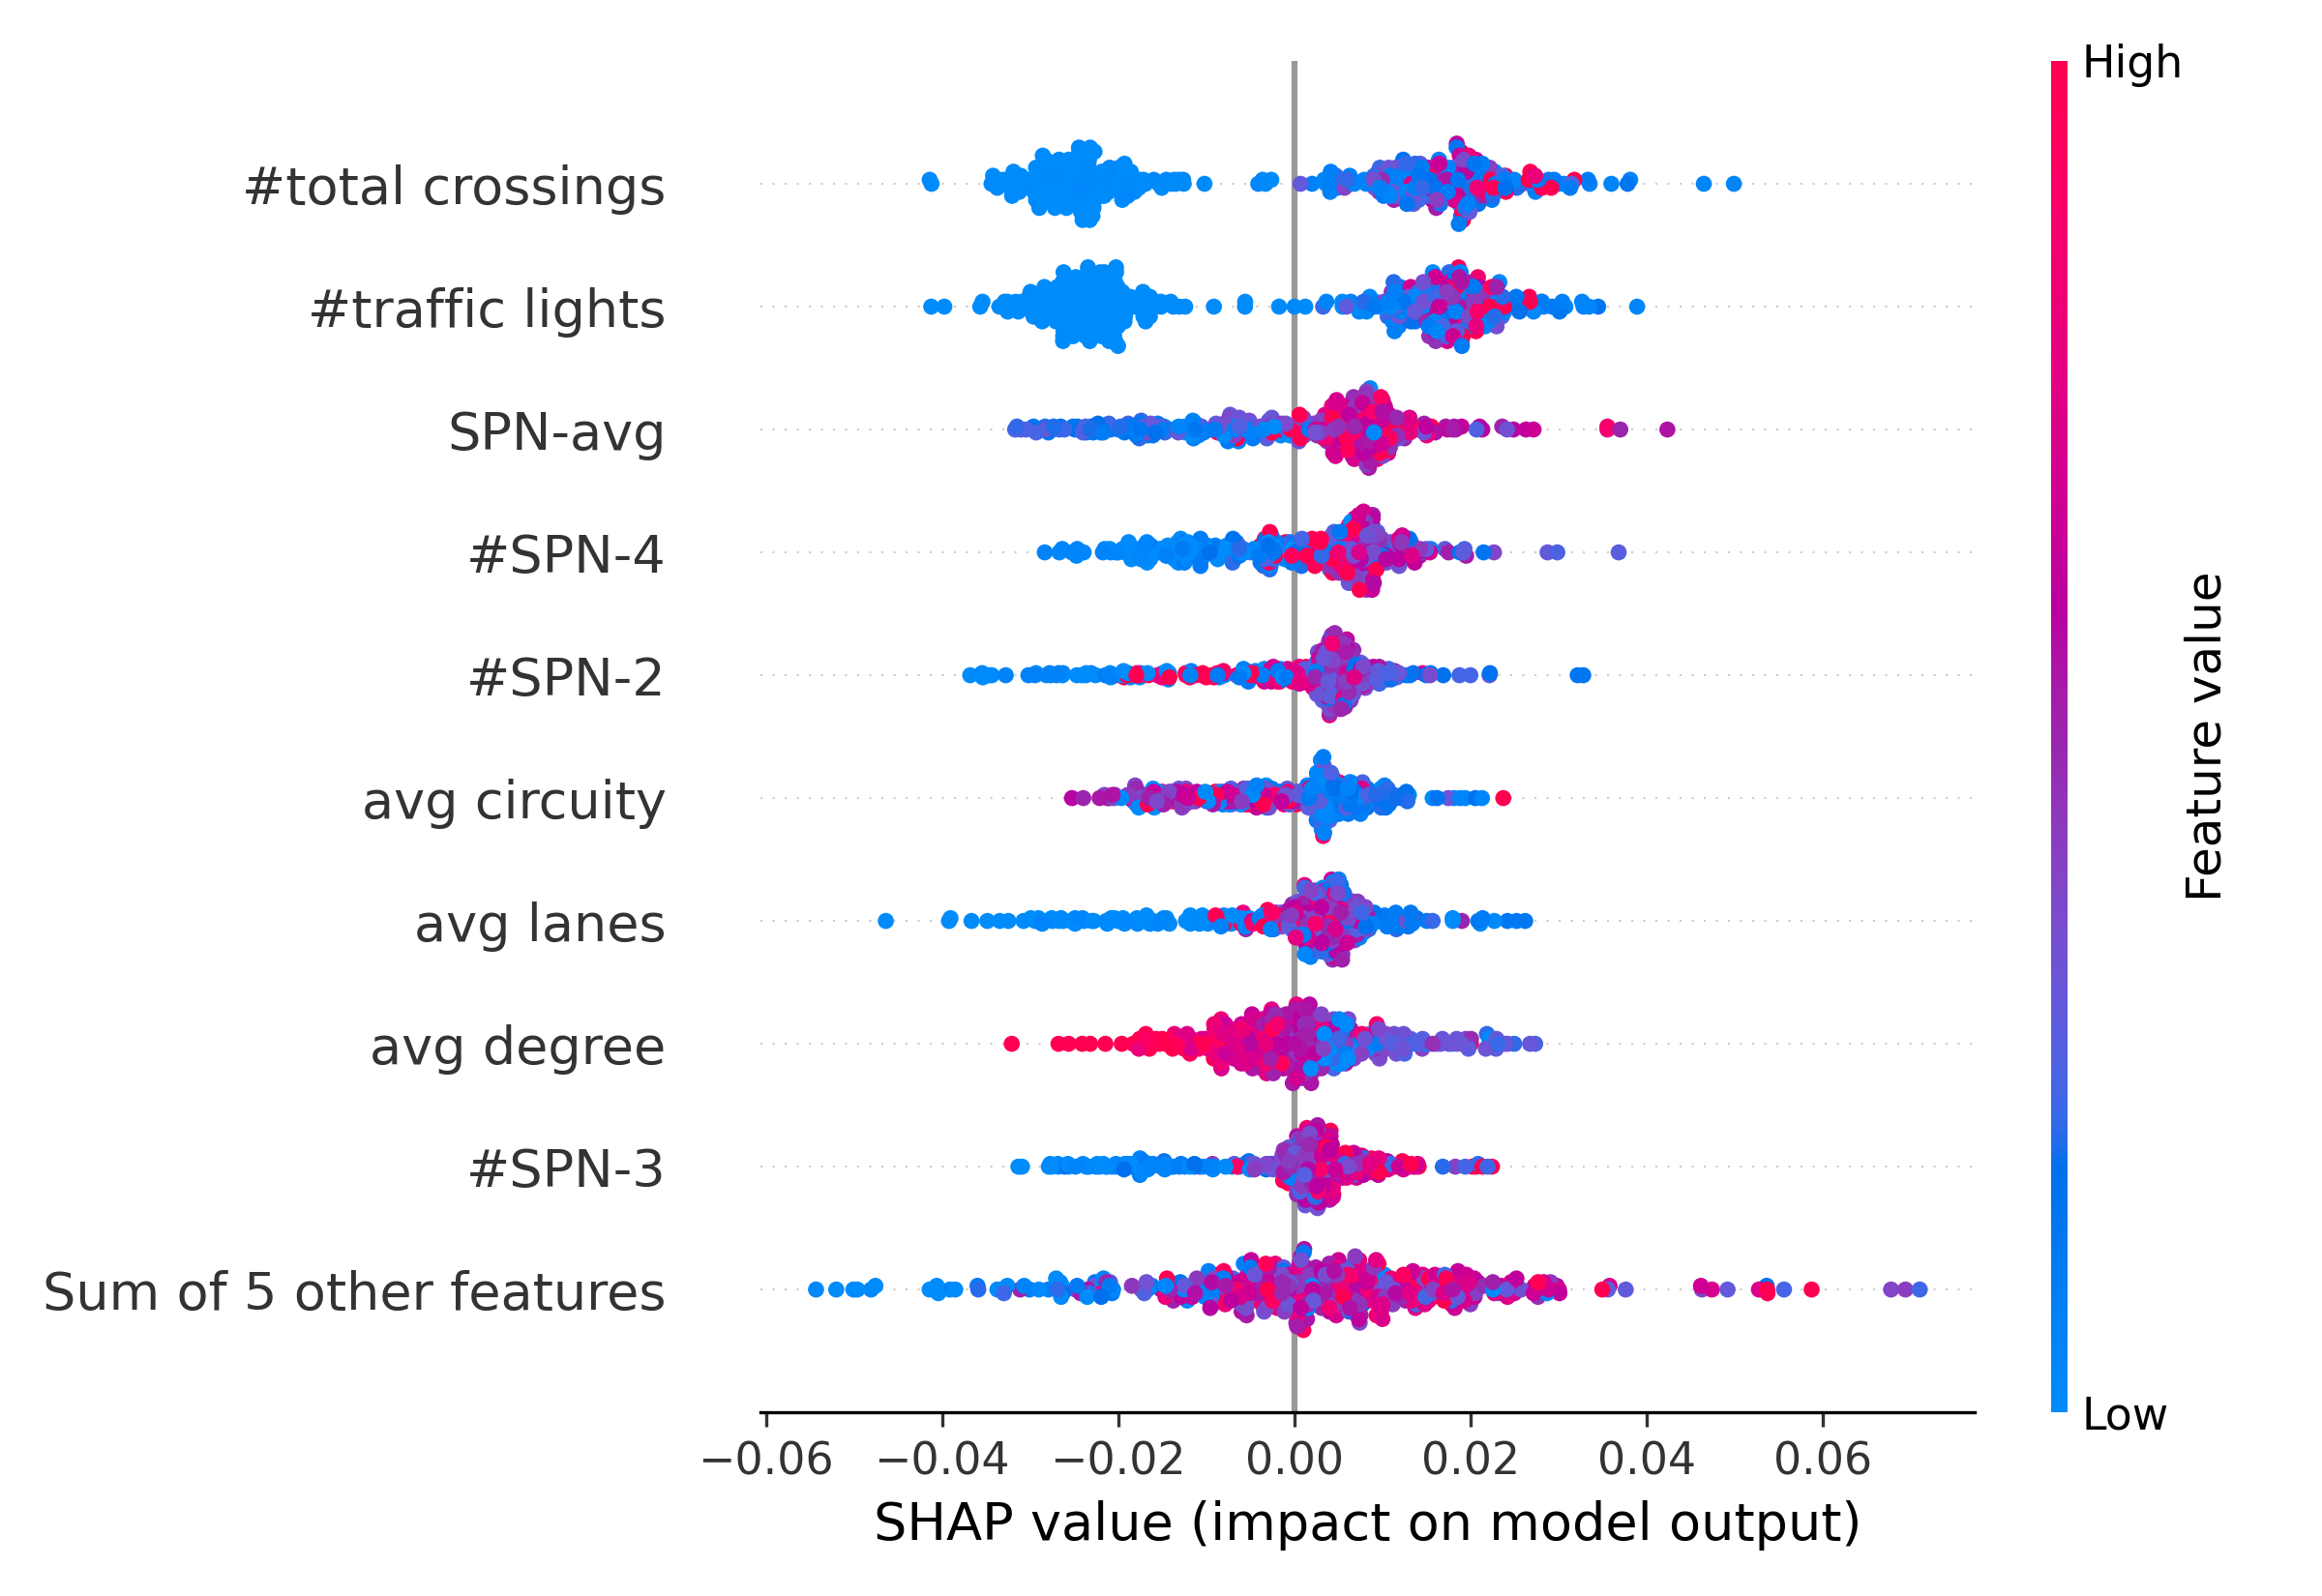 High
#total crossings
#traffic lights
SPN-avg
#SPN-4
#SPN-2
avg circuity
avg lanes
avg degree
#SPN-3
Sum of 5 other features
Feature value
Low
−0.06 −0.04 −0.02 0.00 0.02 0.04 0.06
SHAP value (impact on model output)